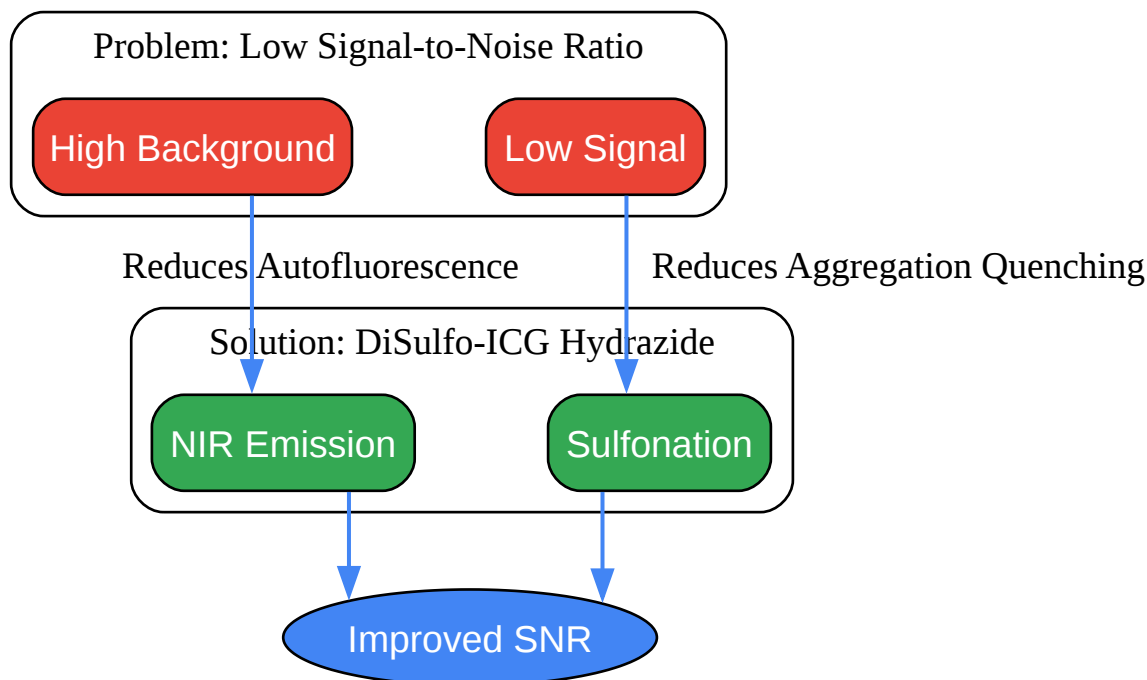 Problem: Low Signal-to-Noise Ratio
High Background
Low Signal
Reduces Autofluorescence
Reduces Aggregation Quenching
Solution: DiSulfo-ICG Hydrazide
NIR Emission
Sulfonation
Improved SNR